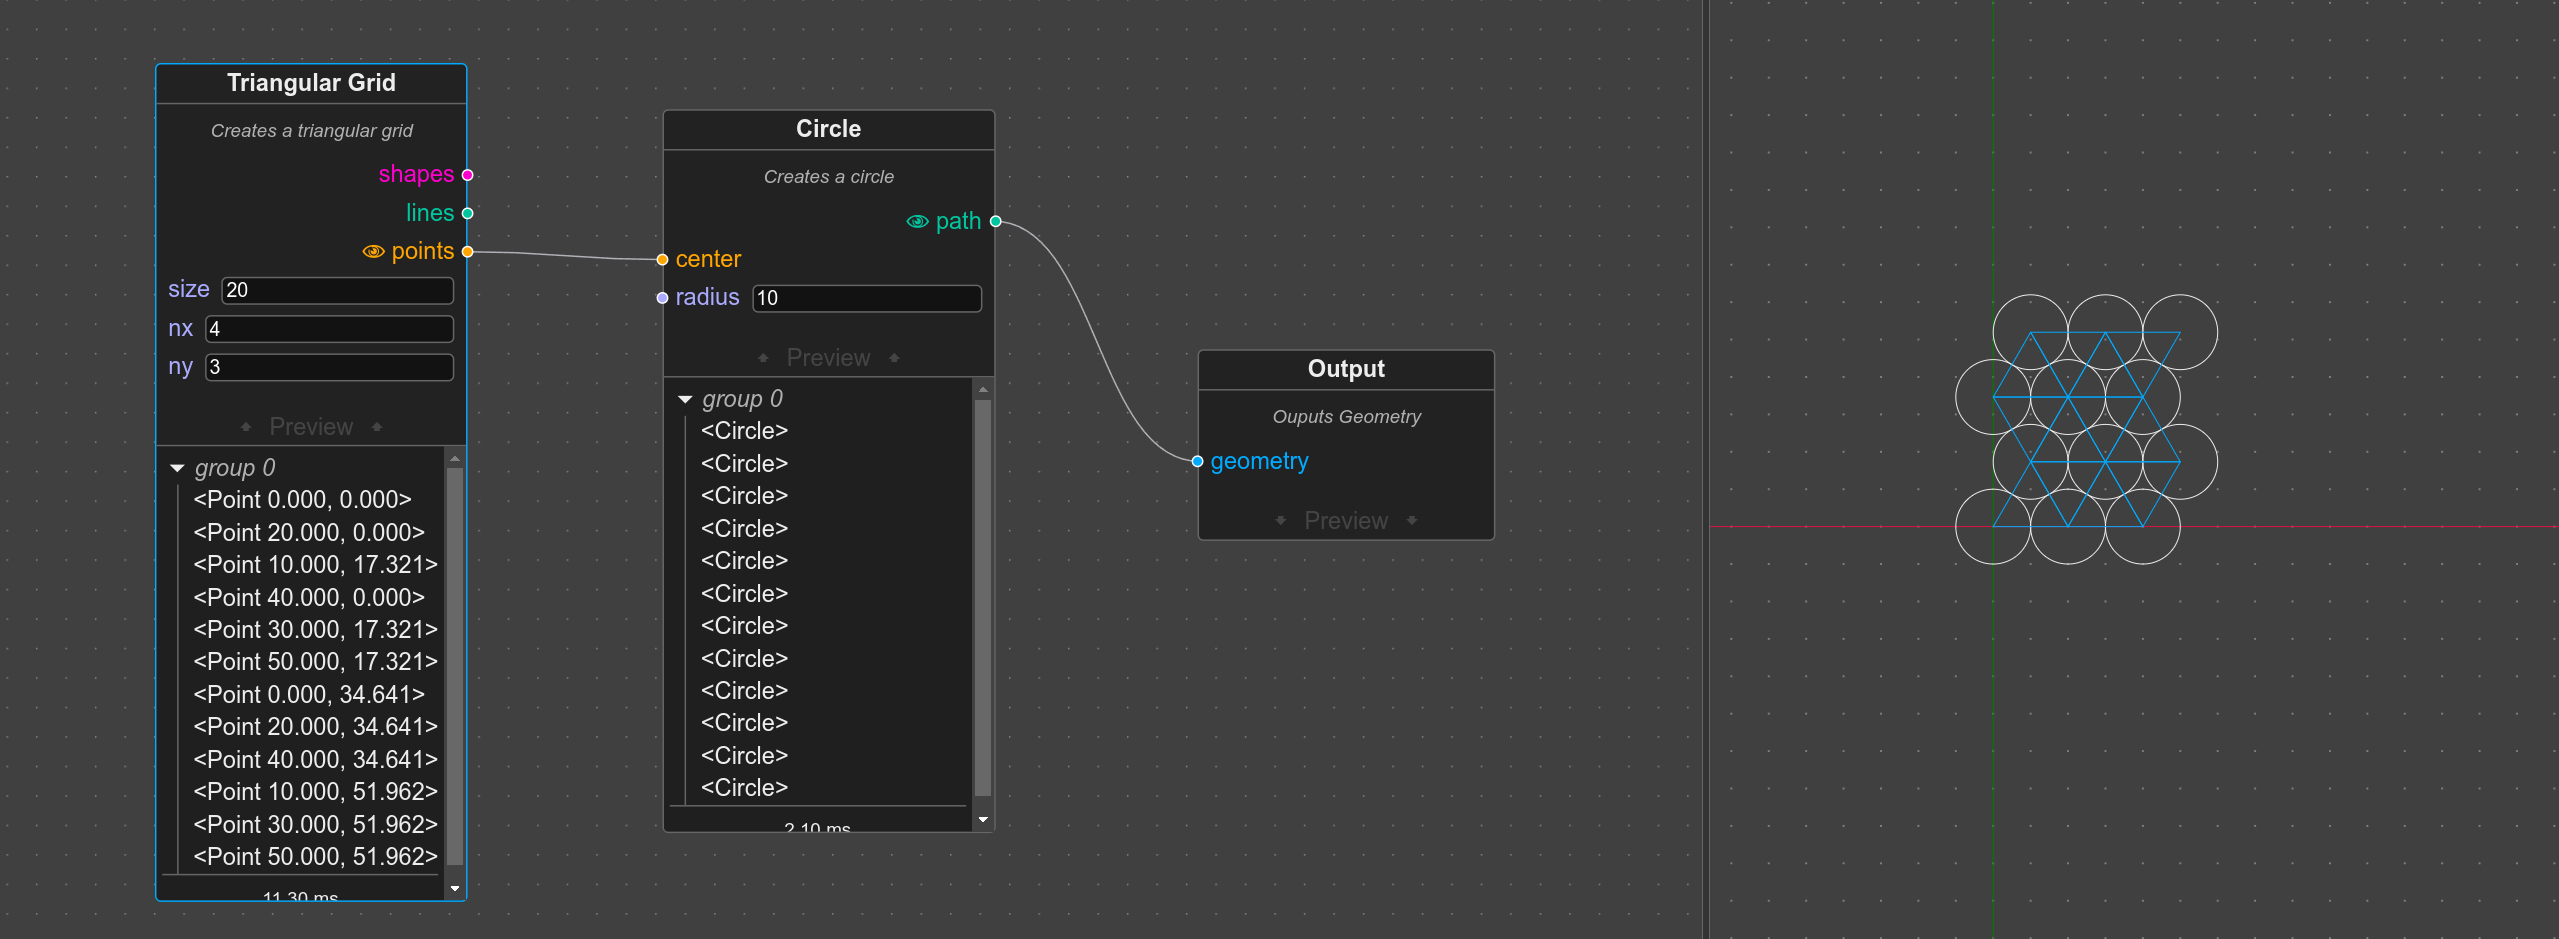 Triangular Grid
Creates a triangular grid
shapes
lines
points
size 20
nx 4
ny 3
Preview
group 0
<Point 0.000, 0.000>
<Point 20.000, 0.000>
<Point 10.000, 17.321>
<Point 40.000, 0.000>
<Point 30.000, 17.321>
<Point 50.000, 17.321>
<Point 0.000, 34.641>
<Point 20.000, 34.641>
<Point 40.000, 34.641>
<Point 10.000, 51.962>
<Point 30.000, 51.962>
<Point 50.000, 51.962>
11.30 ms
Circle
Creates a circle
path
center
radius 10
Preview
group 0
<Circle>
<Circle>
<Circle>
<Circle>
<Circle>
<Circle>
<Circle>
<Circle>
<Circle>
<Circle>
<Circle>
<Circle>
2.10 ms
Output
Ouputs Geometry
geometry
Preview